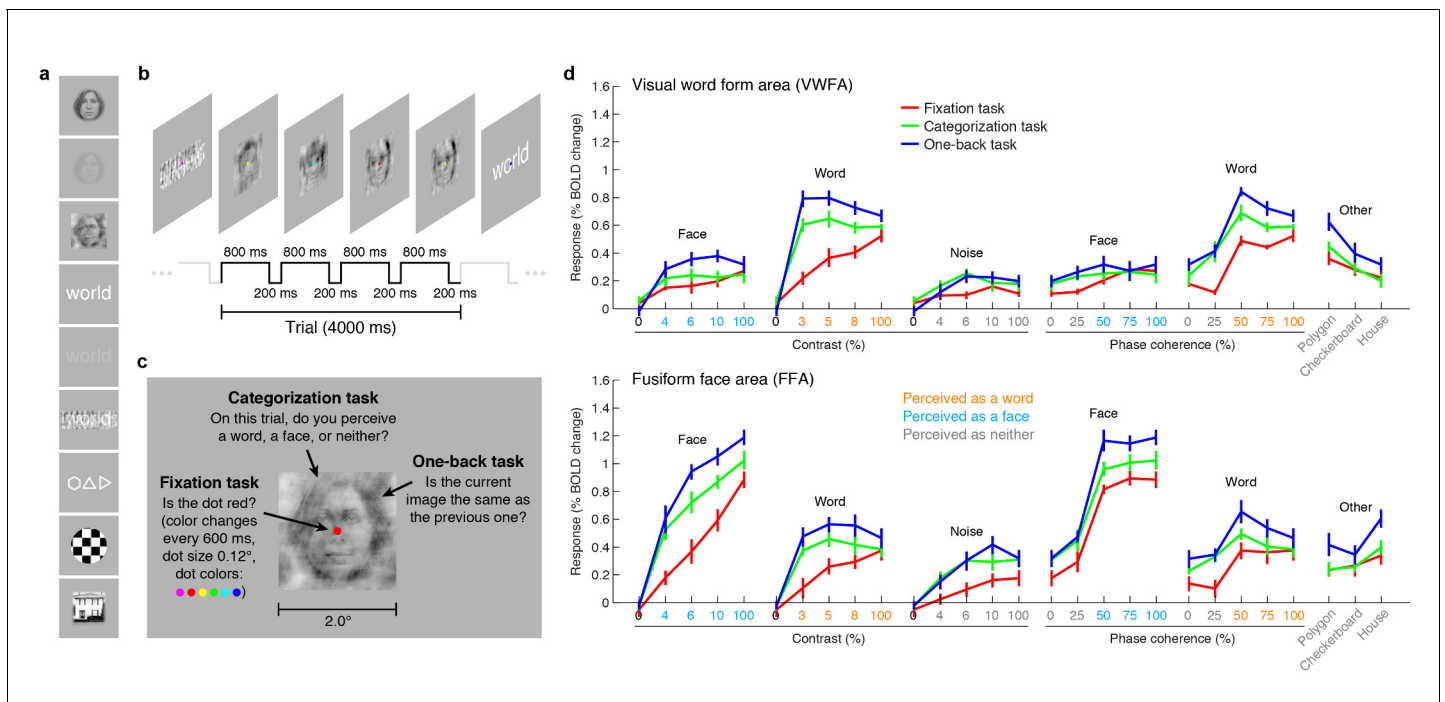 a
world
world
world
b
world
800 ms
800 ms
800 ms
800 ms
200 ms
200 ms
200 ms
200 ms
Trial (4000 ms)
c
Categorization task
On this trial, do you perceive
a word, a face, or neither?
Fixation task
Is the dot red?
(color changes
every 600 ms,
dot size 0.12°,
dot colors:
)
One-back task
Is the current
image the same as
the previous one?
2.0°
d
Visual word form area (VWFA)
Fixation task
Categorization task
One-back task
Response (% BOLD change)
1.6
1.4
1.2
1
0.8
0.6
0.4
0.2
0
Face
Word
Noise
Face
Word
Other
0 4 6 10 100
0 3 5 8 100
0 4 6 10 100
0 25 50 75 100
0 25 50 75 100
Contrast (%)
Phase coherence (%)
Polygon
Checkerboard
House
Fusiform face area (FFA)
Perceived as a word
Perceived as a face
Perceived as neither
Response (% BOLD change)
1.6
1.4
1.2
1
0.8
0.6
0.4
0.2
0
Face
Word
Noise
Face
Word
Other
0 4 6 10 100
0 3 5 8 100
0 4 6 10 100
0 25 50 75 100
0 25 50 75 100
Contrast (%)
Phase coherence (%)
Polygon
Checkerboard
House